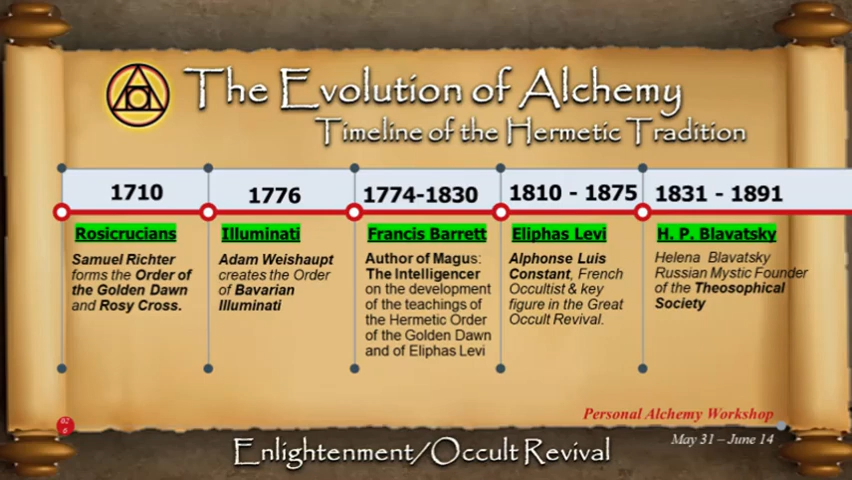 The Evolution of Alchemy
Timeline of the Hermetic Tradition
1710
1776
1774-1830
1810 - 1875
1831 - 1891
Rosicrucians
Samuel Richter
forms the Order of
the Golden Dawn
and Rosy Cross.
Illuminati
Adam Weishaupt
creates the Order
of Bavarian
Illuminati
Francis Barrett
Author of Magus:
The Intelligencer
on the development
of the teachings of
the Hermetic Order
of the Golden Dawn
and of Eliphas Levi
Eliphas Levi
Alphonse Luis
Constant, French
Occultist & key
figure in the Great
Occult Revival.
H. P. Blavatsky
Helena Blavatsky
Russian Mystic Founder
of the Theosophical
Society
Personal Alchemy Workshop
May 31 – June 14
Enlightenment/Occult Revival